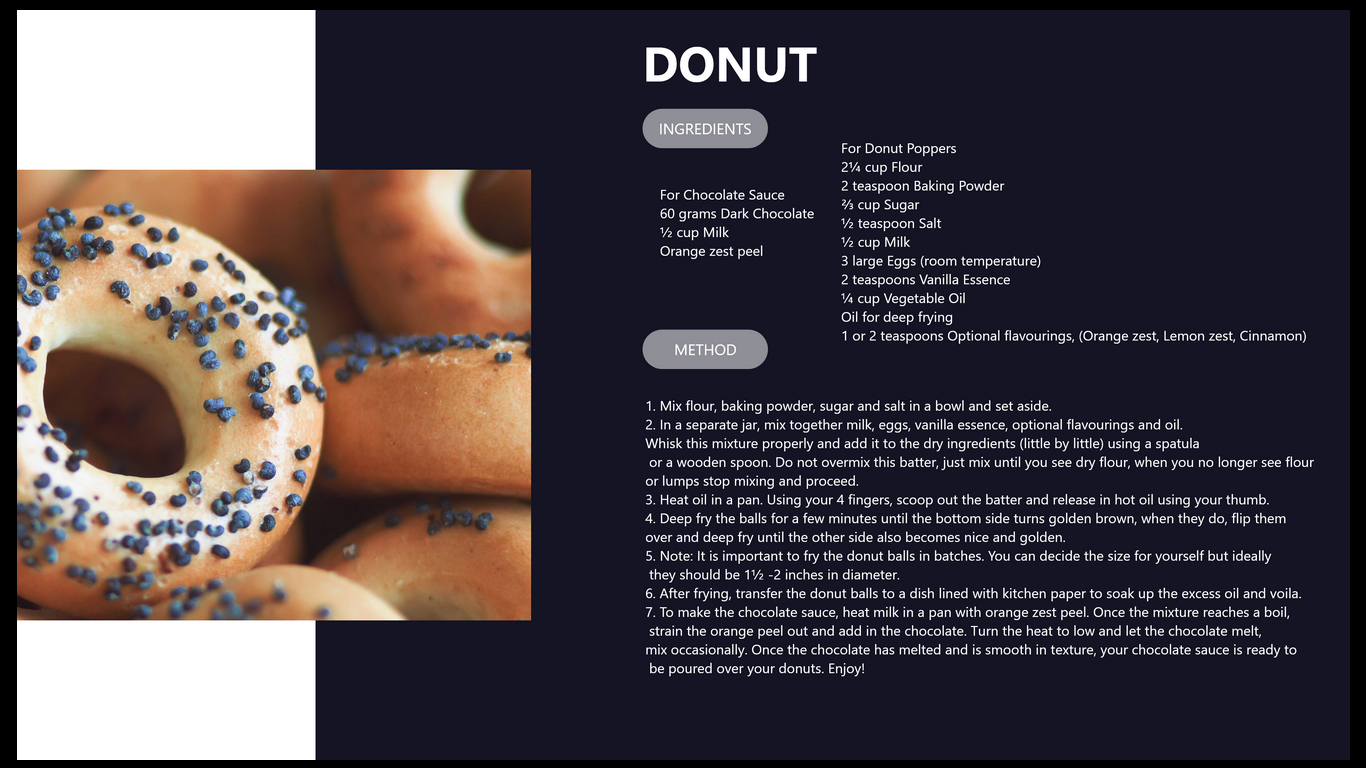 DONUT
INGREDIENTS
For Chocolate Sauce
60 grams Dark Chocolate
½ cup Milk
Orange zest peel
For Donut Poppers
2¼ cup Flour
2 teaspoon Baking Powder
⅔ cup Sugar
½ teaspoon Salt
½ cup Milk
3 large Eggs (room temperature)
2 teaspoons Vanilla Essence
¼ cup Vegetable Oil
Oil for deep frying
1 or 2 teaspoons Optional flavourings, (Orange zest, Lemon zest, Cinnamon)
METHOD
1. Mix flour, baking powder, sugar and salt in a bowl and set aside.
2. In a separate jar, mix together milk, eggs, vanilla essence, optional flavourings and oil.
Whisk this mixture properly and add it to the dry ingredients (little by little) using a spatula
or a wooden spoon. Do not overmix this batter, just mix until you see dry flour, when you no longer see flour
or lumps stop mixing and proceed.
3. Heat oil in a pan. Using your 4 fingers, scoop out the batter and release in hot oil using your thumb.
4. Deep fry the balls for a few minutes until the bottom side turns golden brown, when they do, flip them
over and deep fry until the other side also becomes nice and golden.
5. Note: It is important to fry the donut balls in batches. You can decide the size for yourself but ideally
they should be 1½ -2 inches in diameter.
6. After frying, transfer the donut balls to a dish lined with kitchen paper to soak up the excess oil and voila.
7. To make the chocolate sauce, heat milk in a pan with orange zest peel. Once the mixture reaches a boil,
strain the orange peel out and add in the chocolate. Turn the heat to low and let the chocolate melt,
mix occasionally. Once the chocolate has melted and is smooth in texture, your chocolate sauce is ready to
be poured over your donuts. Enjoy!